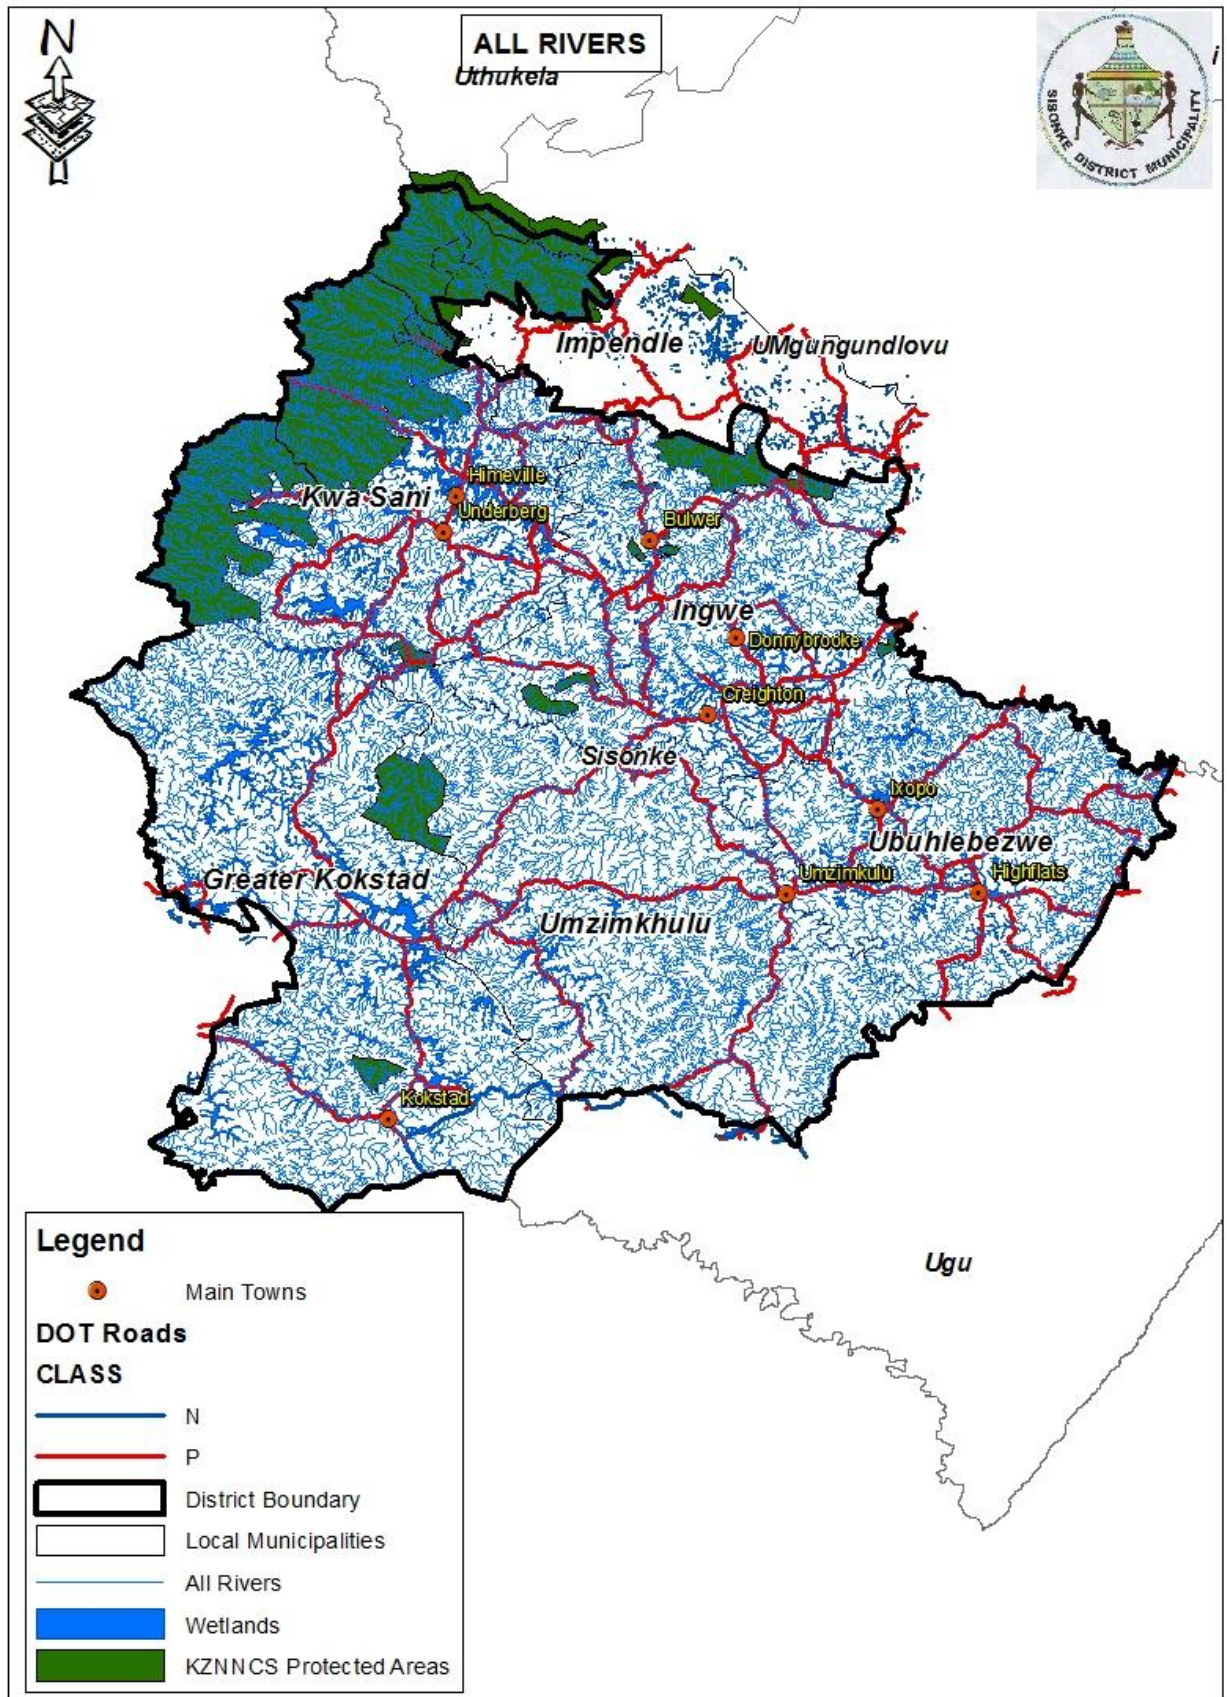 N
ALL RIVERS
Uthukela
i
SISONKE DISTRICT MUNICIPALITY
Impendle
UMgungundlovu
Himeville
Kwa Sani
Underberg
Bulwer
Ingwe
Donnybrooke
Creighton
Sisonke
Ixopo
Ubuhlebezwe
Greater Kokstad
Umzimkulu
Highflats
Umzimkhulu
Kokstad
Ugu
Legend
Main Towns
DOT Roads
CLASS
N
P
District Boundary
Local Municipalities
All Rivers
Wetlands
KZNNCS Protected Areas